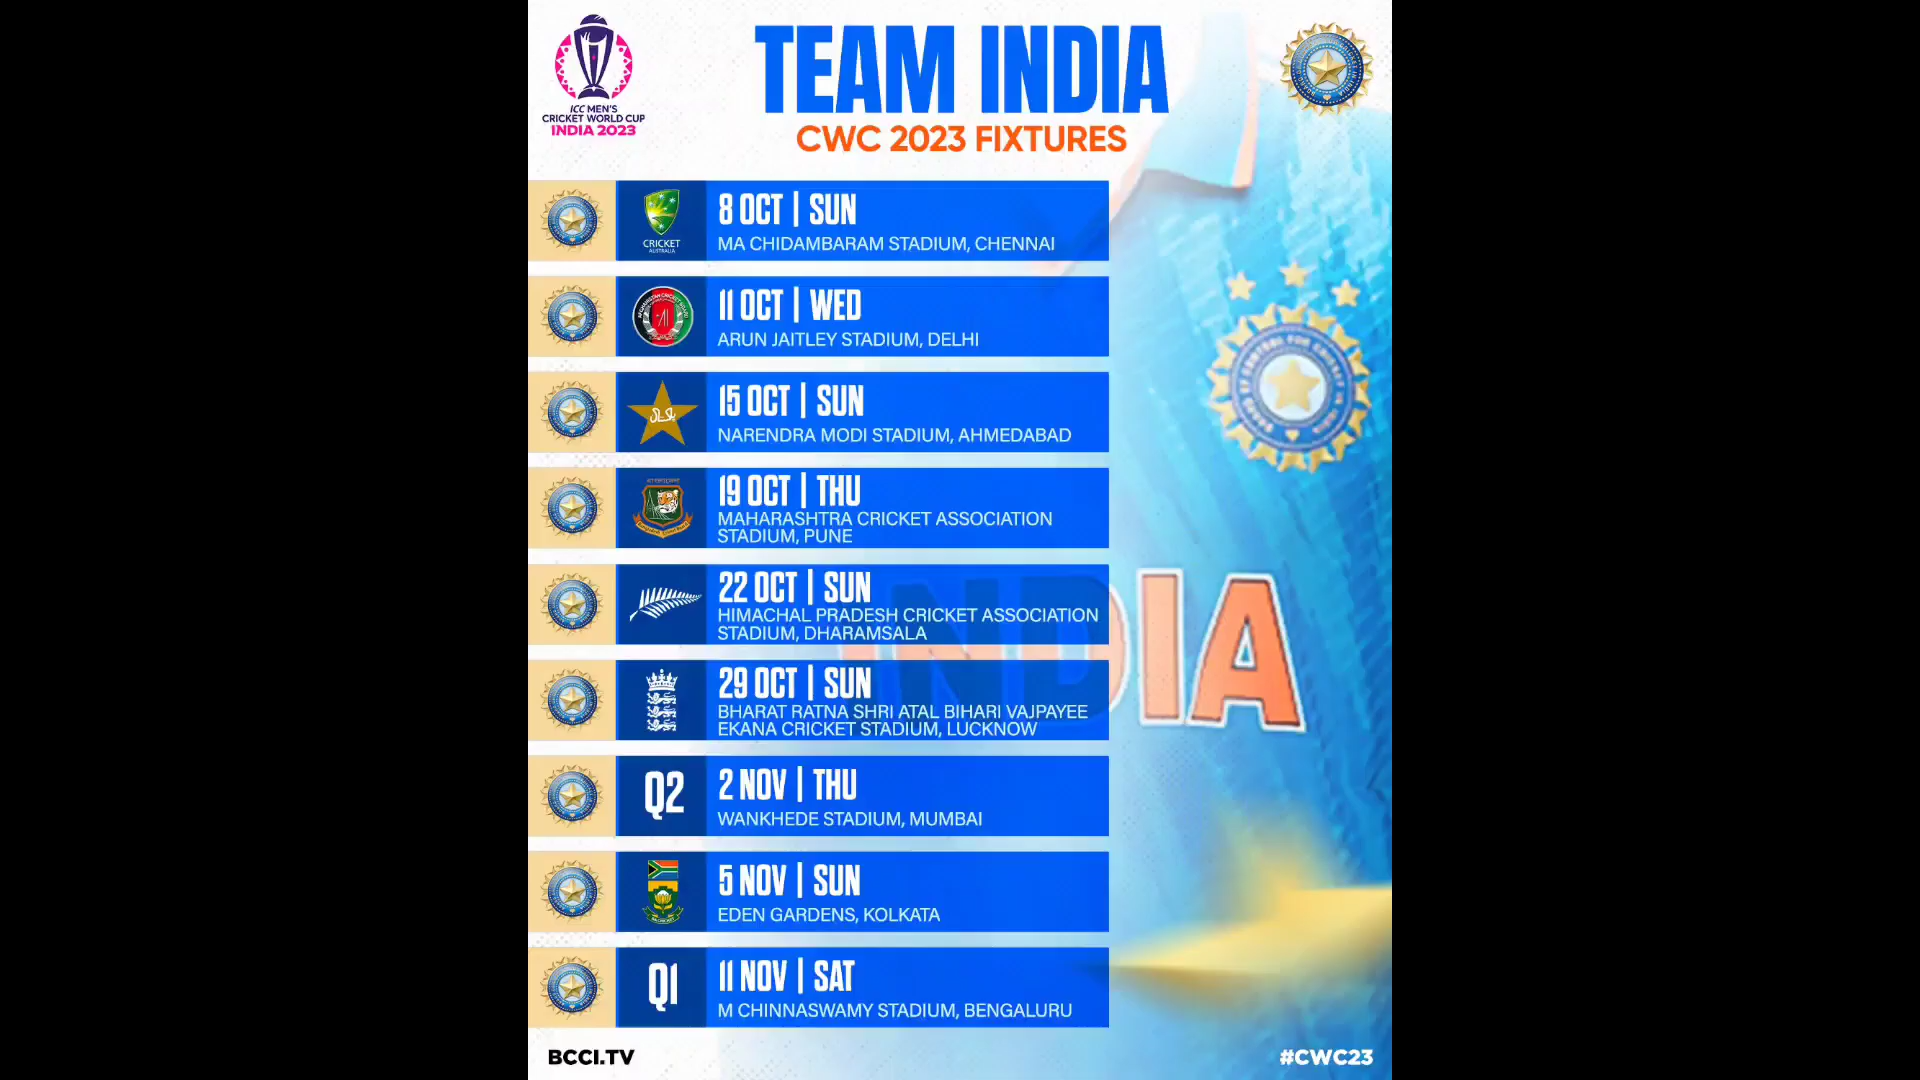 ICC MEN'S
CRICKET WORLD CUP
INDIA 2023
TEAM INDIA
CWC 2023 FIXTURES
CRICKET
AUSTRALIA
8 OCT | SUN
MA CHIDAMBARAM STADIUM, CHENNAI
11 OCT | WED
ARUN JAITLEY STADIUM, DELHI
15 OCT | SUN
NARENDRA MODI STADIUM, AHMEDABAD
19 OCT | THU
MAHARASHTRA CRICKET ASSOCIATION
STADIUM, PUNE
22 OCT | SUN
HIMACHAL PRADESH CRICKET ASSOCIATION
STADIUM, DHARAMSALA
29 OCT | SUN
BHARAT RATNA SHRI ATAL BIHARI VAJPAYEE
EKANA CRICKET STADIUM, LUCKNOW
INDIA
Q2
2 NOV | THU
WANKHEDE STADIUM, MUMBAI
5 NOV | SUN
EDEN GARDENS, KOLKATA
Q1
11 NOV | SAT
M CHINNASWAMY STADIUM, BENGALURU
BCCI.TV
#CWC23